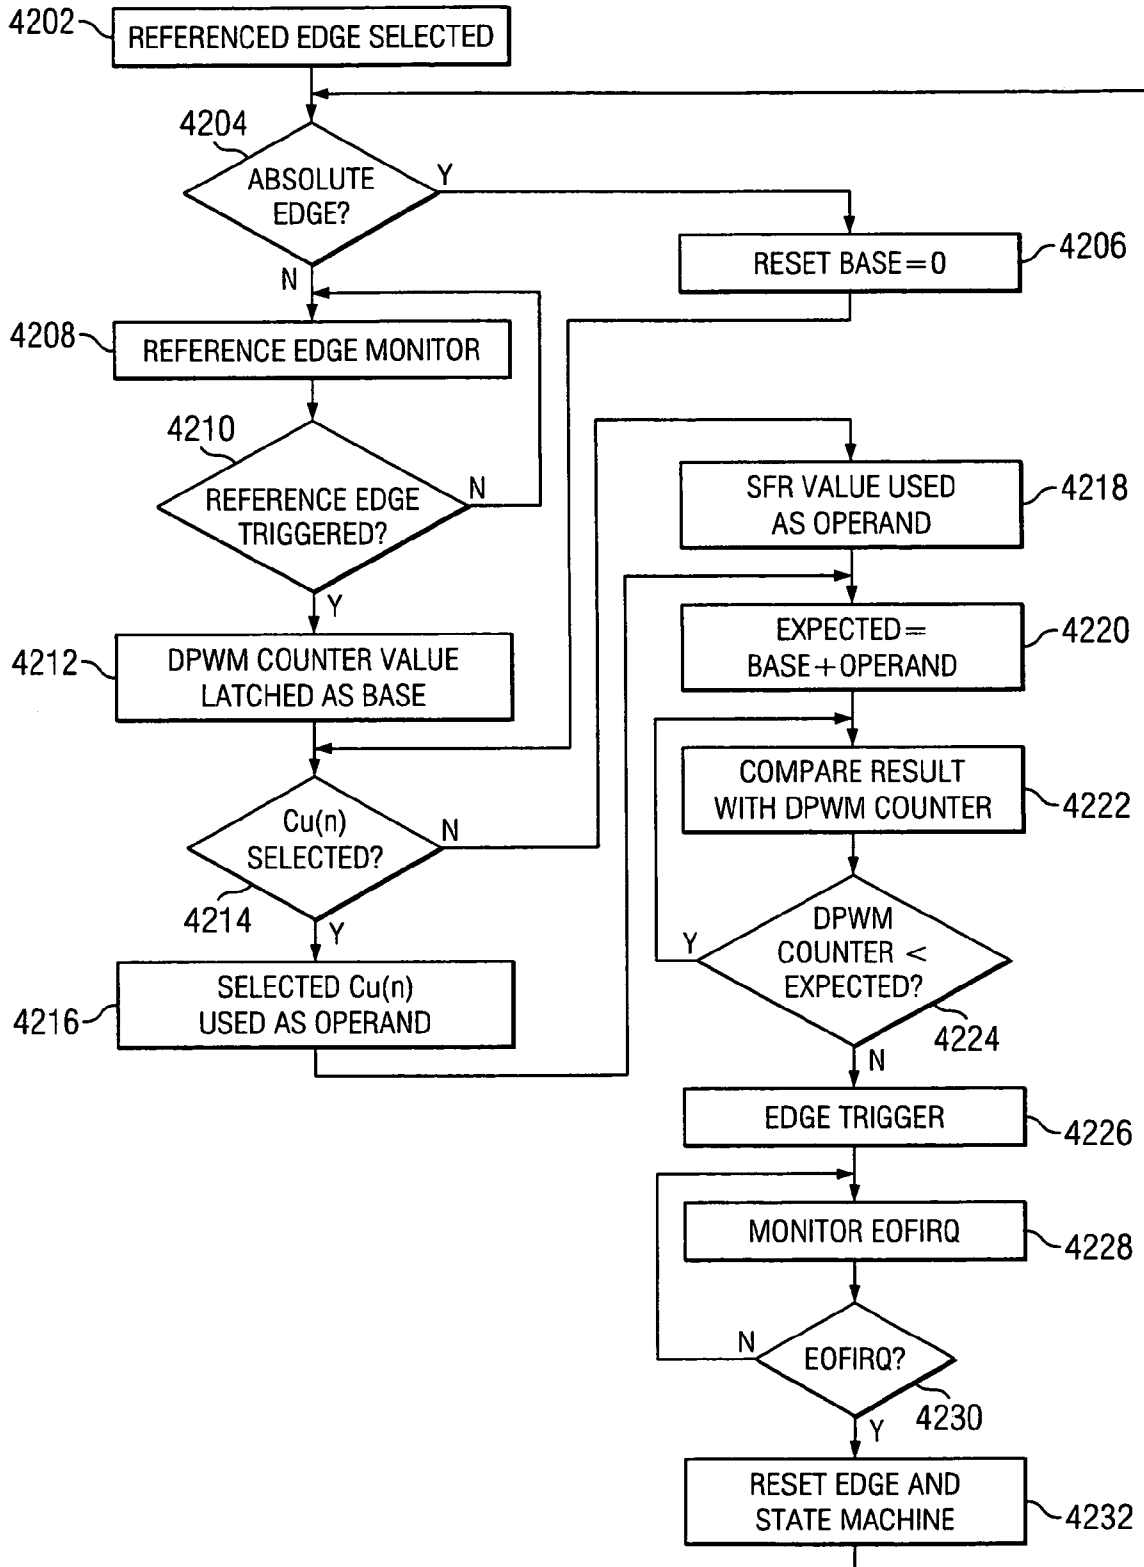 4202
REFERENCED EDGE SELECTED
4204
ABSOLUTE
EDGE?
Y
N
RESET BASE=0
4206
4208
REFERENCE EDGE MONITOR
4210
REFERENCE EDGE
TRIGGERED?
N
Y
4212
DPWM COUNTER VALUE
LATCHED AS BASE
Cu(n)
SELECTED?
N
4214
Y
4216
SELECTED Cu(n)
USED AS OPERAND
SFR VALUE USED
AS OPERAND
4218
EXPECTED=
BASE+OPERAND
4220
COMPARE RESULT
WITH DPWM COUNTER
4222
DPWM
COUNTER <
EXPECTED?
Y
4224
N
EDGE TRIGGER
4226
MONITOR EOFIRQ
4228
EOFIRQ?
N
4230
Y
RESET EDGE AND
STATE MACHINE
4232